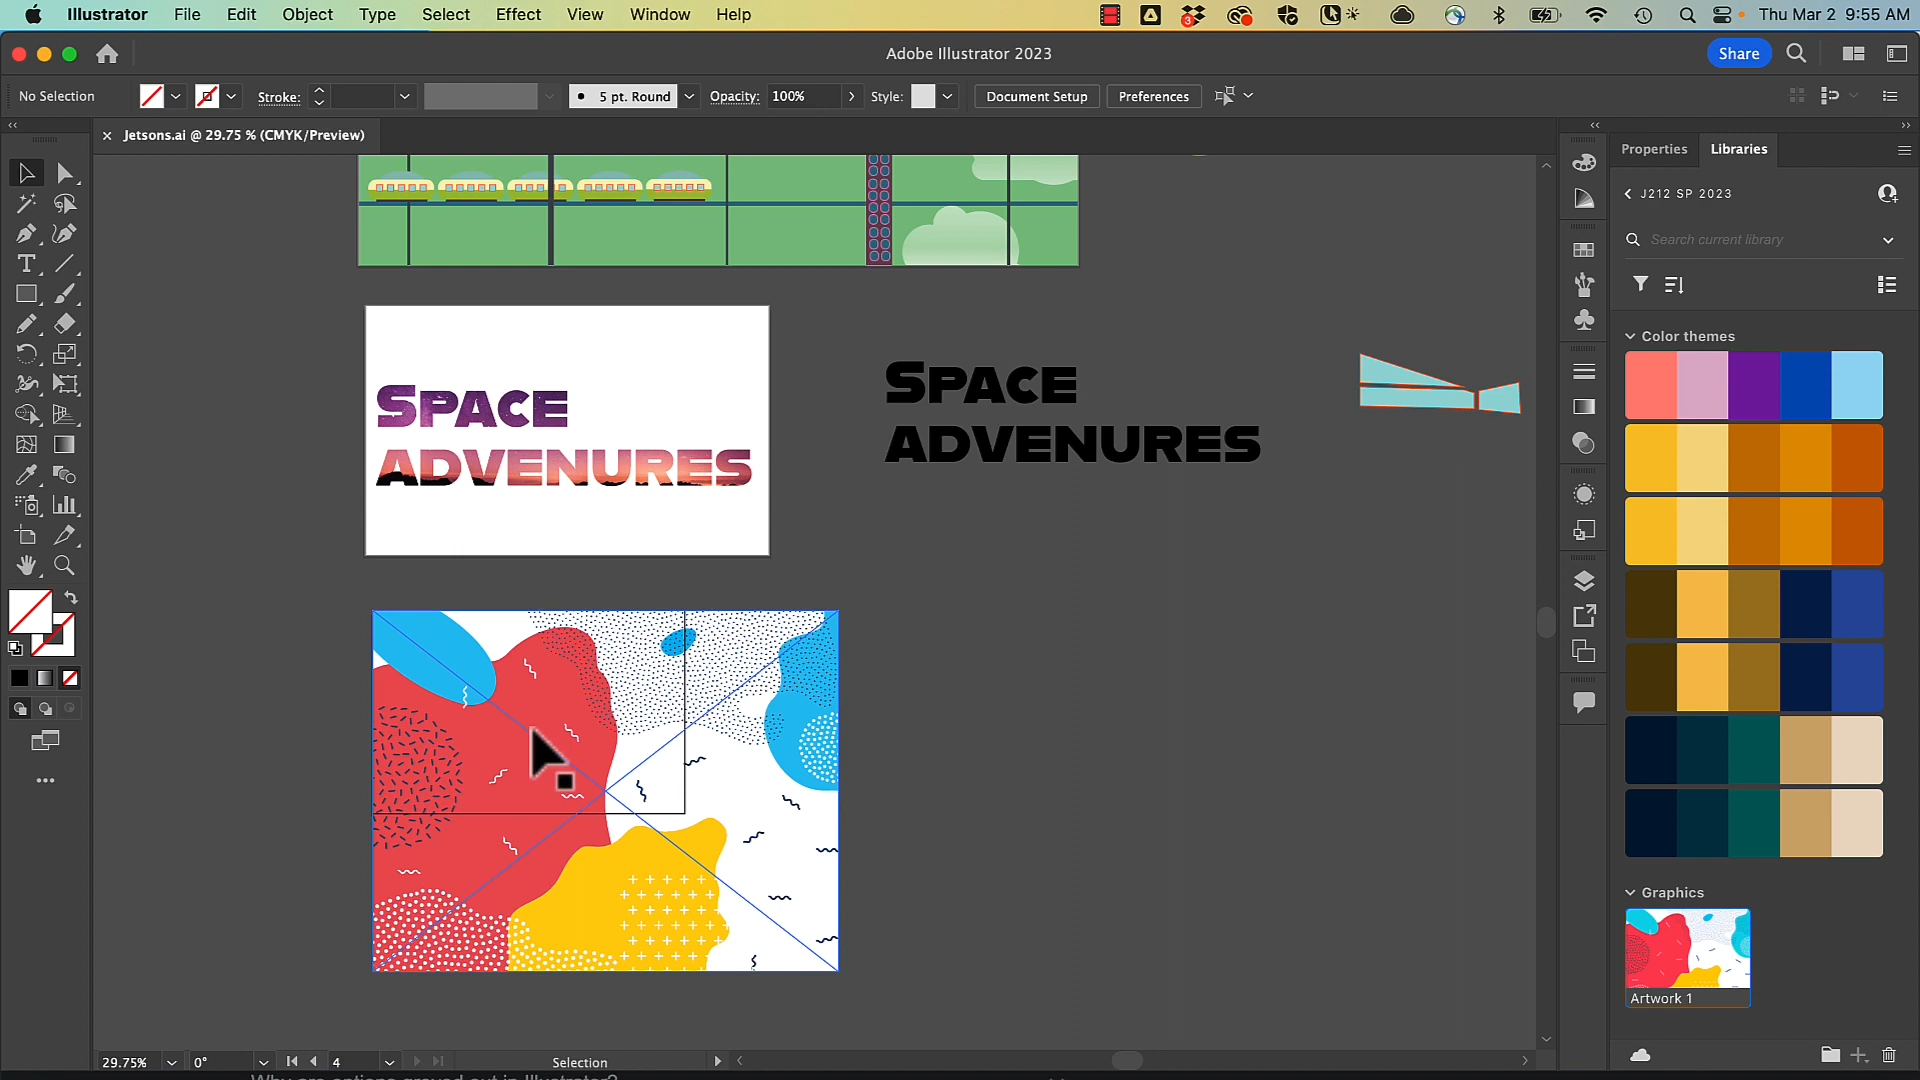 Illustrator File Edit Object Type Select Effect View Window Help
3
Thu Mar 2 9:55 AM
Adobe Illustrator 2023
Share
No Selection
Stroke:
5 pt. Round
Opacity: 100%
Style:
Document Setup
Preferences
× Jetsons.ai @ 29.75 % (CMYK/Preview)
Properties
Libraries
J212 SP 2023
Search current library
Color themes
SPACE
ADVENURES
SPACE
ADVENURES
Graphics
Artwork 1
29.75%
0°
4
Selection